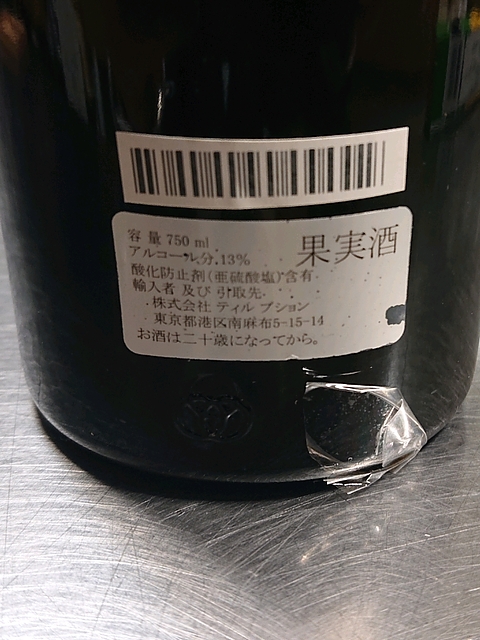 容量 750 ml
アルコール分.13%
果実酒
酸化防止剤(亜硫酸塩)含有
輸入者 及び 引取先
株式会社 ティル ブション
東京都港区南麻布5-15-14
お酒は二十歳になってから。